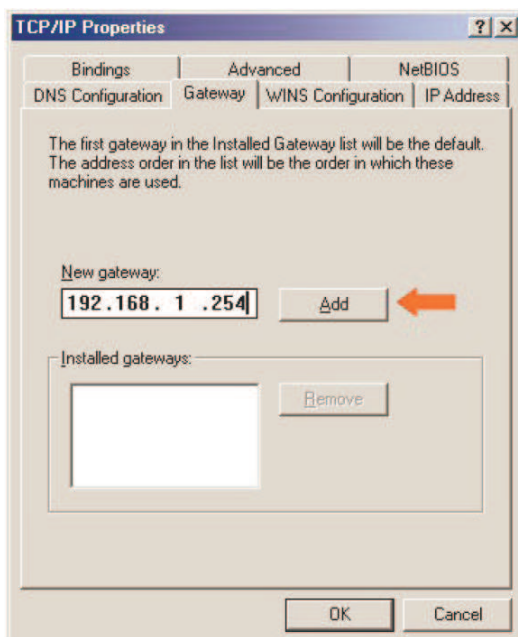 TCP/IP Properties
? ×
Bindings Advanced NetBIOS
DNS Configuration Gateway WINS Configuration IP Address
The first gateway in the Installed Gateway list will be the default.
The address order in the list will be the order in which these
machines are used.
New gateway:
192.168. 1 .254
Add
Installed gateways:
Remove
OK Cancel